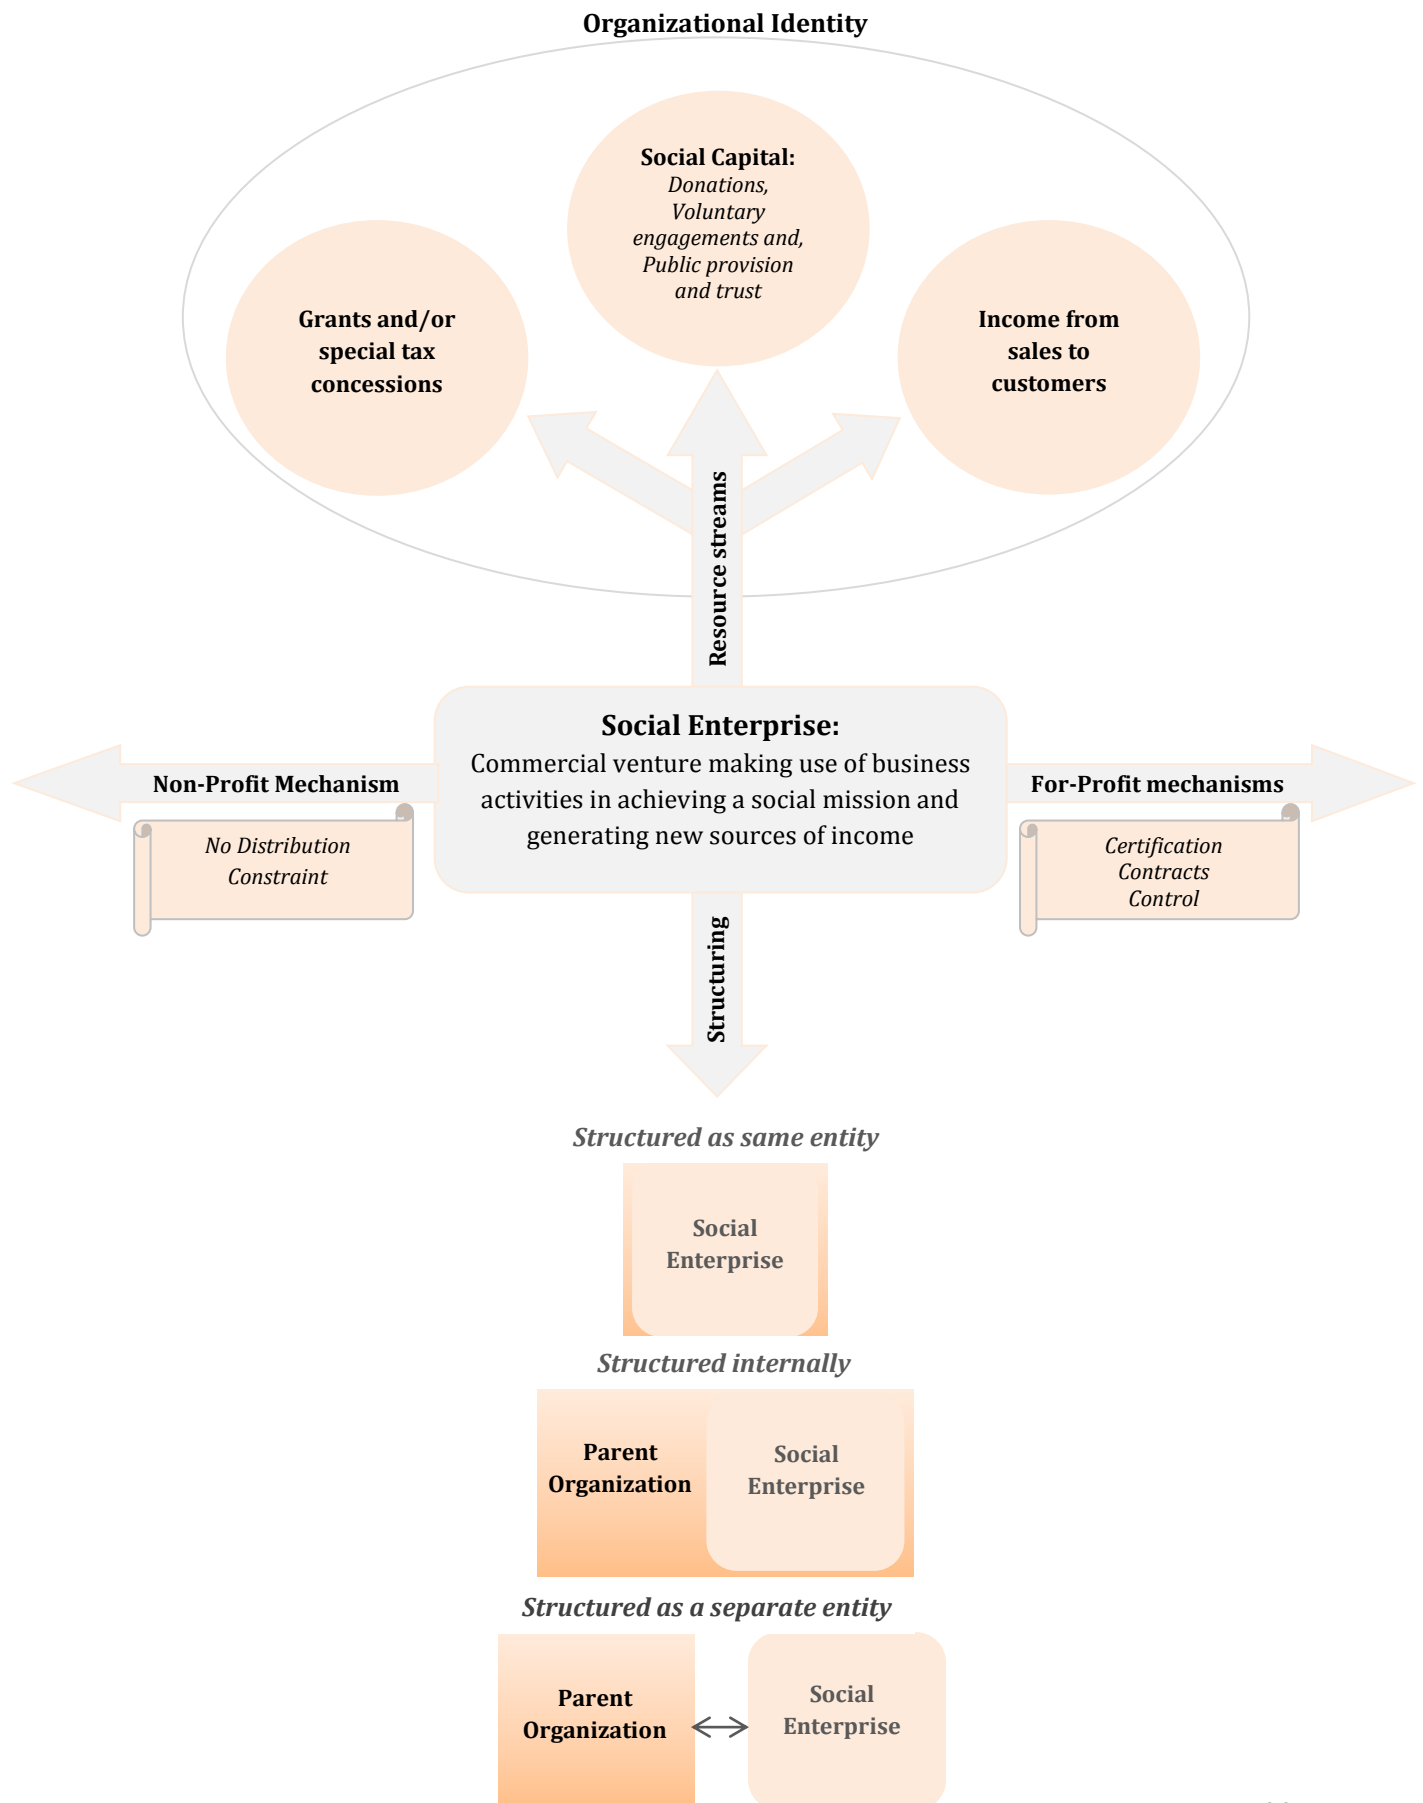 Organizational Identity
Social Capital:
Donations,
Voluntary
engagements and,
Public provision
and trust
Grants and/or
special tax
concessions
Income from
sales to
customers
Resource streams
Social Enterprise:
Commercial venture making use of business
activities in achieving a social mission and
generating new sources of income
Non-Profit Mechanism
No Distribution
Constraint
For-Profit mechanisms
Certification
Contracts
Control
Structuring
Structured as same entity
Social
Enterprise
Structured internally
Parent
Organization
Social
Enterprise
Structured as a separate entity
Parent
Organization
Social
Enterprise